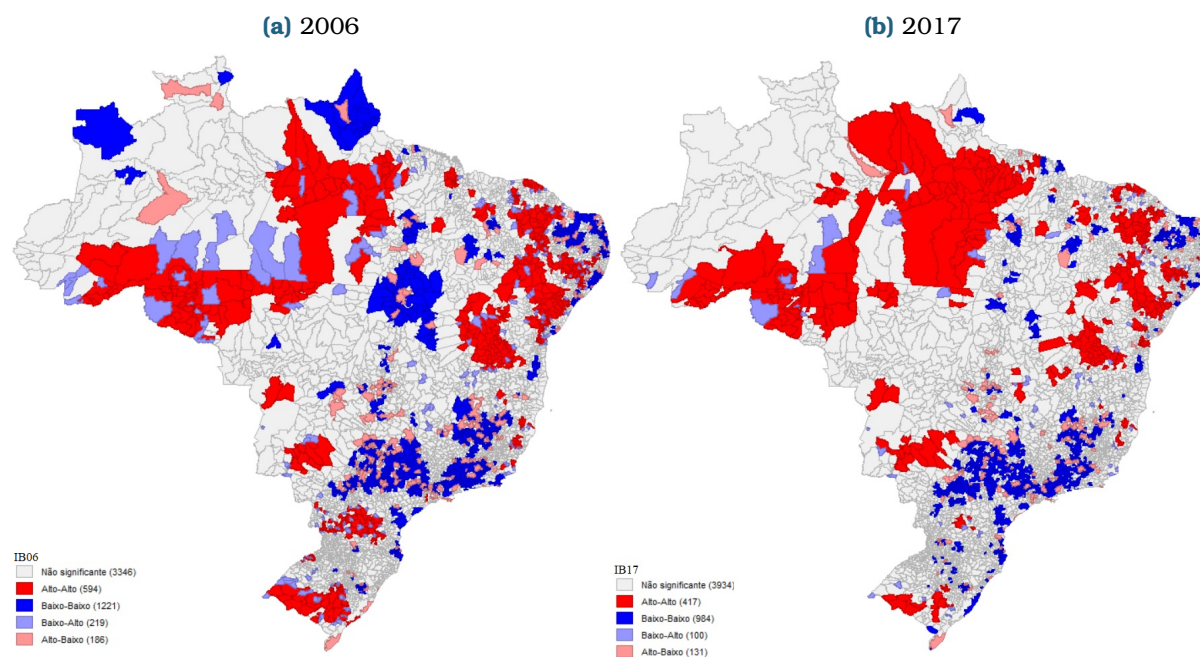 (a) 2006
(b) 2017
IB06
Não significante (3346)
Alto-Alto (594)
Baixo-Baixo (1221)
Baixo-Alto (219)
Alto-Baixo (186)
IB17
Não significante (3934)
Alto-Alto (417)
Baixo-Baixo (984)
Baixo-Alto (100)
Alto-Baixo (131)